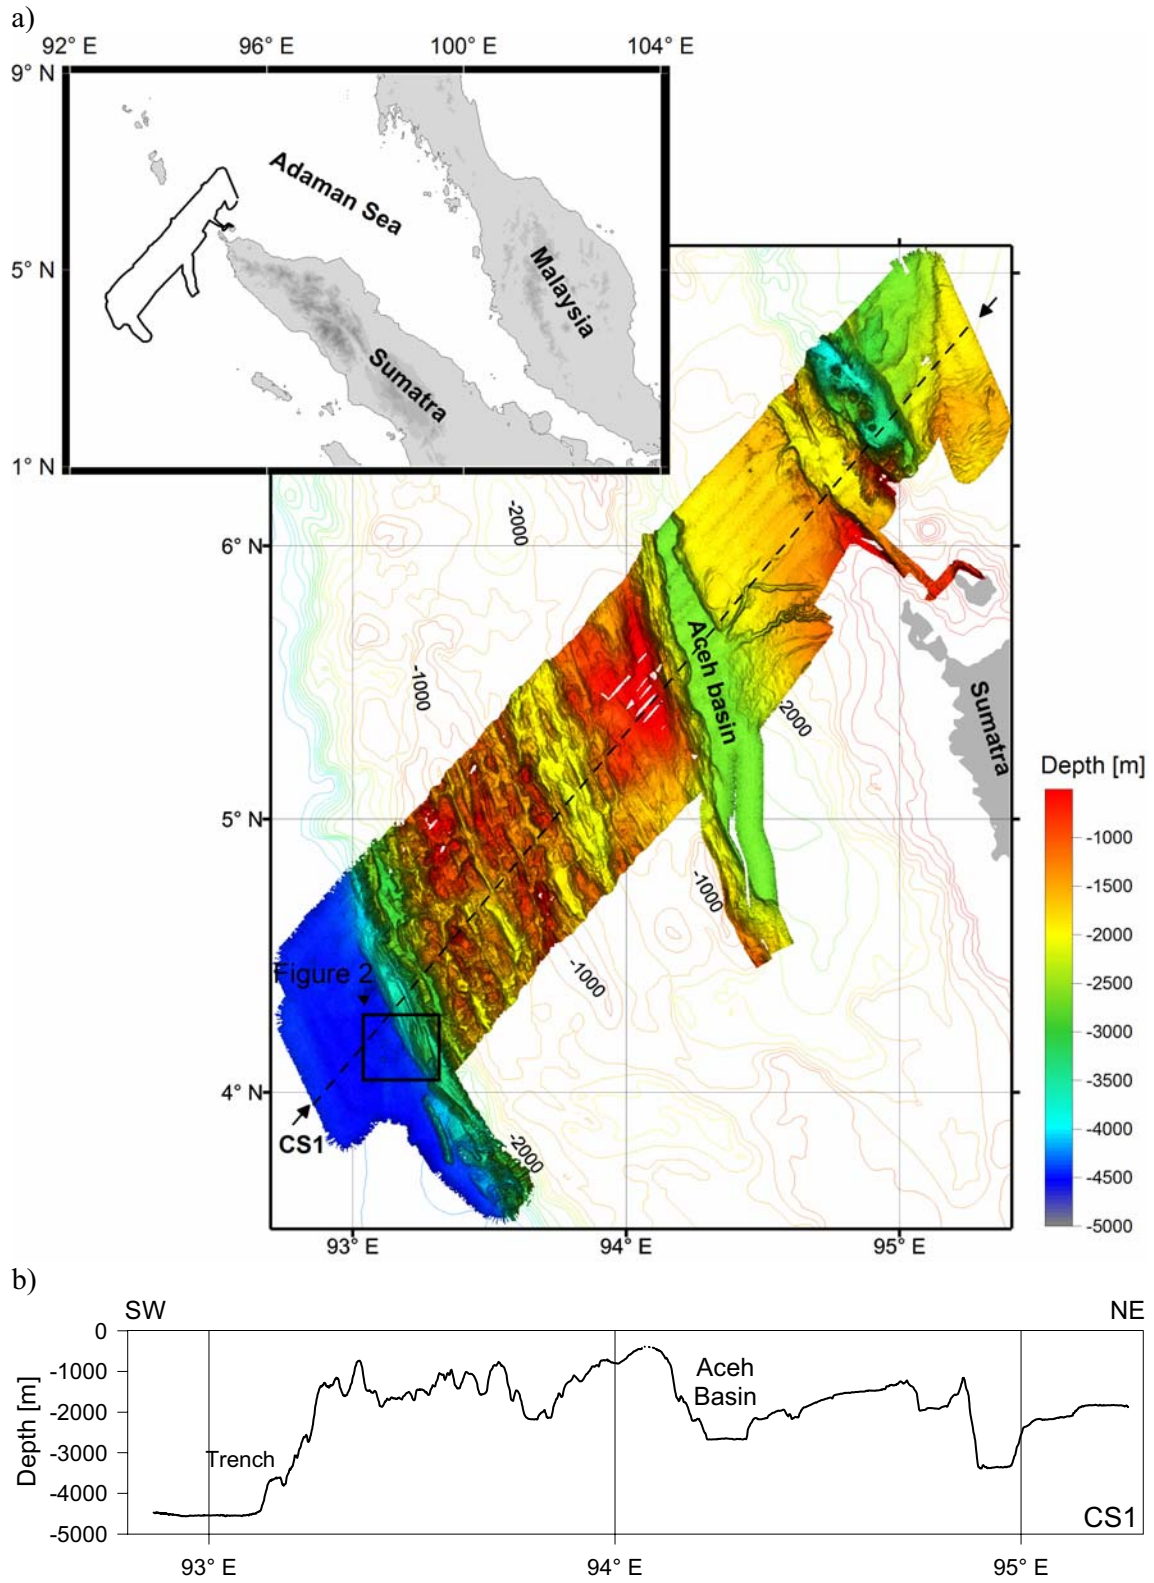 a)
92° E 96° E 100° E 104° E
9° N
5° N
1° N
Adaman Sea
Malaysia
Sumatra
-2000
6° N
-1000
Aceh basin
-2000
Sumatra
Depth [m]
-1000
-1500
-2000
-2500
-3000
-3500
-4000
-4500
-5000
5° N
-1000
-1000
Figure 2
4° N
CS1
-2000
93° E 94° E 95° E
b)
SW NE
0
-1000
-2000
-3000
-4000
-5000
Depth [m]
Trench
Aceh
Basin
CS1
93° E 94° E 95° E